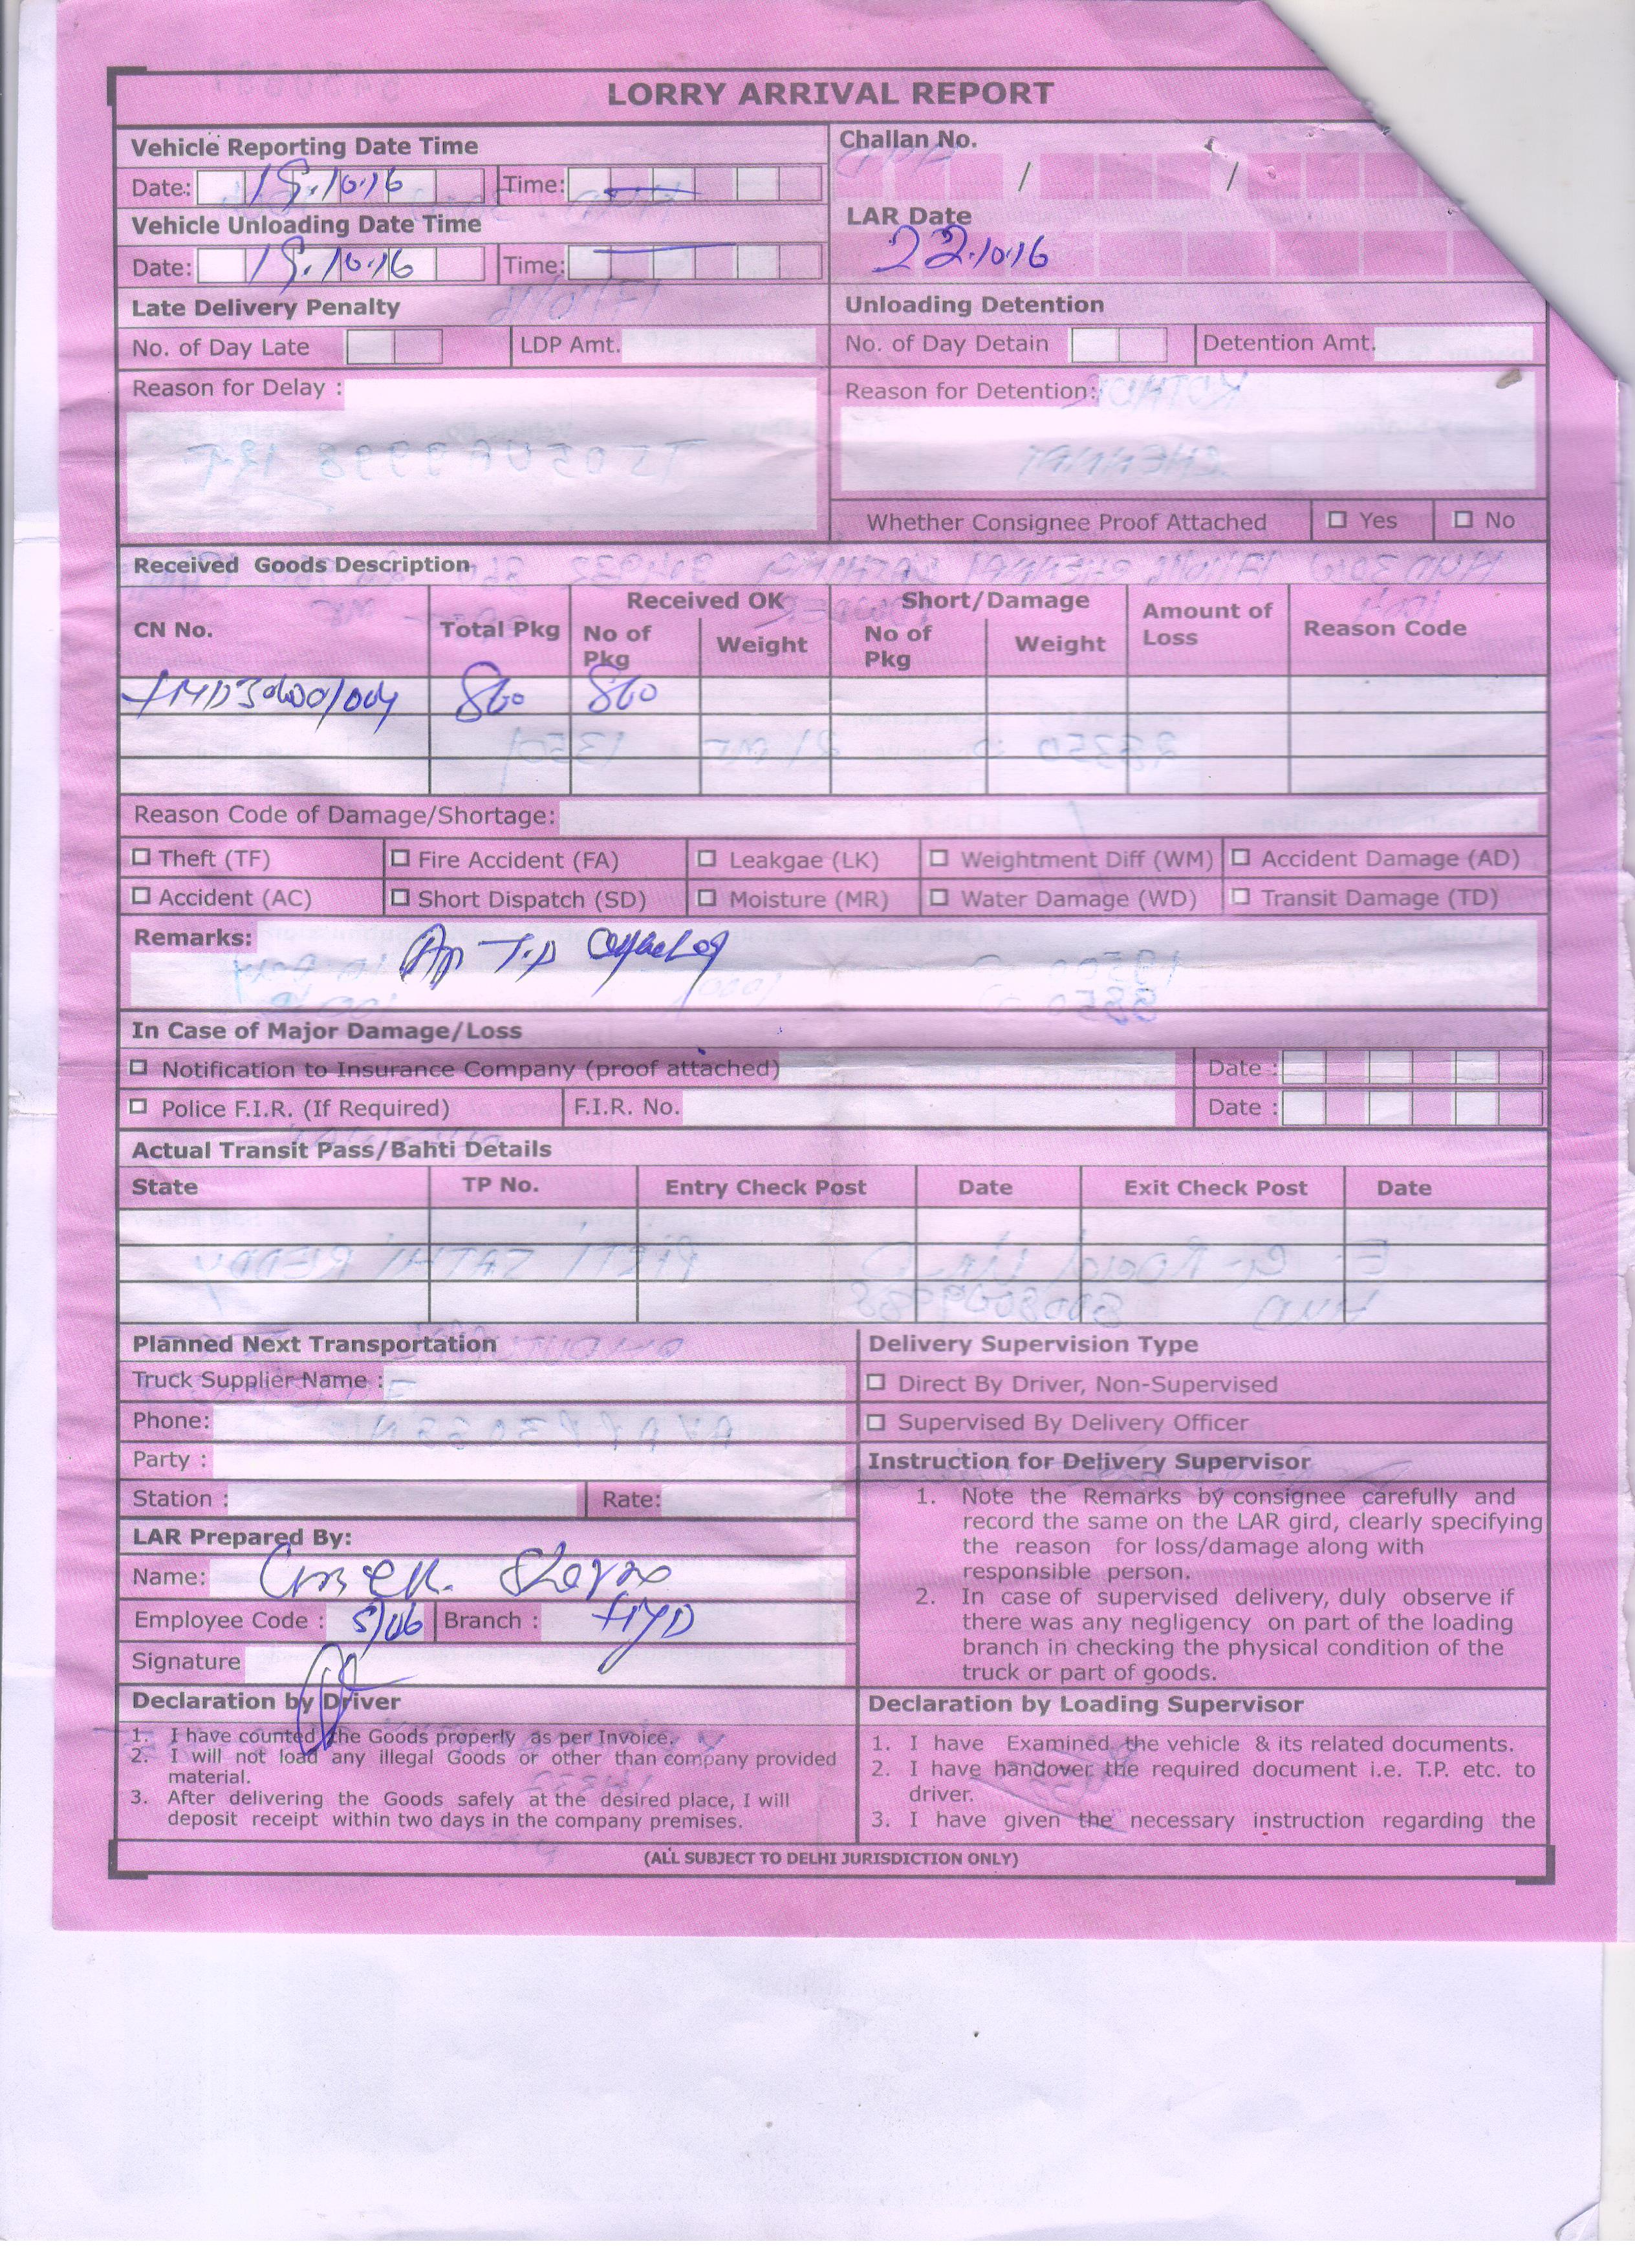 LORRY ARRIVAL REPORT
Vehicle Reporting Date Time
Date: 19.10.16 Time:
Challan No.
/ /
Vehicle Unloading Date Time
Date: 19.10.16 Time:
LAR Date
22.10.16
Late Delivery Penalty
Unloading Detention
No. of Day Late LDP Amt.
No. of Day Detain Detention Amt.
Reason for Delay :
Reason for Detention:
Whether Consignee Proof Attached Yes No
Received Goods Description
CN No. Total Pkg Received OK Short/Damage Amount of Loss Reason Code
No of Pkg Weight No of Pkg Weight
860 860
Reason Code of Damage/Shortage:
Theft (TF) Fire Accident (FA) Leakgae (LK) Weightment Diff (WM) Accident Damage (AD)
Accident (AC) Short Dispatch (SD) Moisture (MR) Water Damage (WD) Transit Damage (TD)
Remarks:
In Case of Major Damage/Loss
Notification to Insurance Company (proof attached) Date :
Police F.I.R. (If Required) F.I.R. No. Date :
Actual Transit Pass/Bahti Details
State TP No. Entry Check Post Date Exit Check Post Date
Planned Next Transportation
Truck Supplier Name :
Phone:
Party :
Station : Rate:
LAR Prepared By:
Name:
Employee Code : Branch : HYD
Signature
Delivery Supervision Type
Direct By Driver, Non-Supervised
Supervised By Delivery Officer
Instruction for Delivery Supervisor
1. Note the Remarks by consignee carefully and
record the same on the LAR gird, clearly specifying
the reason for loss/damage along with
responsible person.
2. In case of supervised delivery, duly observe if
there was any negligency on part of the loading
branch in checking the physical condition of the
truck or part of goods.
Declaration by Driver
1. I have counted the Goods properly as per Invoice.
2. I will not load any illegal Goods or other than company provided
material.
3. After delivering the Goods safely at the desired place, I will
deposit receipt within two days in the company premises.
Declaration by Loading Supervisor
1. I have Examined the vehicle & its related documents.
2. I have handover the required document i.e. T.P. etc. to
driver.
3. I have given the necessary instruction regarding the
(ALL SUBJECT TO DELHI JURISDICTION ONLY)